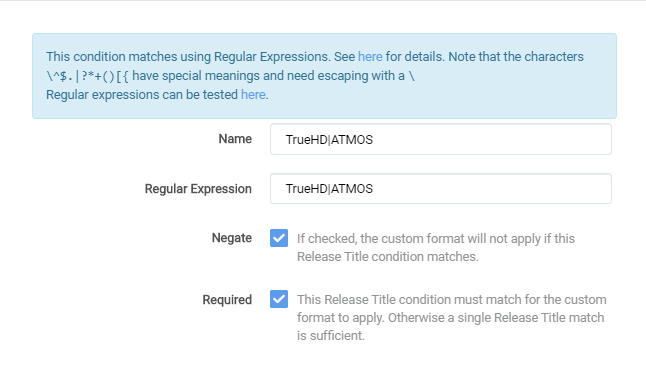 This condition matches using Regular Expressions. See here for details. Note that the characters
\^$.|?*+()[{ have special meanings and need escaping with a \
Regular expressions can be tested here.
Name
TrueHD|ATMOS
Regular Expression
TrueHD|ATMOS
Negate
If checked, the custom format will not apply if this
Release Title condition matches.
Required
This Release Title condition must match for the custom
format to apply. Otherwise a single Release Title match
is sufficient.